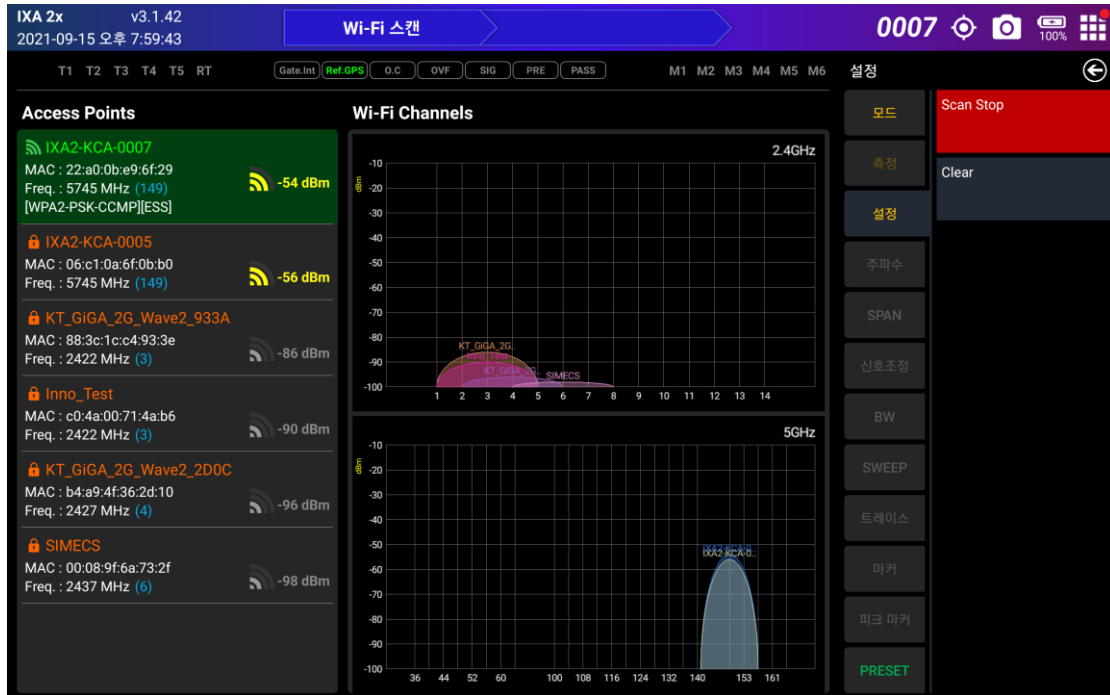 IXA 2x v3.1.42
2021-09-15 오후 7:59:43
Wi-Fi 스캔
0007
100%
T1 T2 T3 T4 T5 RT
Gate.Int Ref.GPS O.C OVF SIG PRE PASS
M1 M2 M3 M4 M5 M6
설정
Access Points
IXA2-KCA-0007
MAC : 22:a0:0b:e9:6f:29
Freq. : 5745 MHz (149)
[WPA2-PSK-CCMP][ESS]
-54 dBm
IXA2-KCA-0005
MAC : 06:c1:0a:6f:0b:b0
Freq. : 5745 MHz (149)
-56 dBm
KT_GiGA_2G_Wave2_933A
MAC : 88:3c:1c:c4:93:3e
Freq. : 2422 MHz (3)
-86 dBm
Inno_Test
MAC : c0:4a:00:71:4a:b6
Freq. : 2422 MHz (3)
-90 dBm
KT_GiGA_2G_Wave2_2D0C
MAC : b4:a9:4f:36:2d:10
Freq. : 2427 MHz (4)
-96 dBm
SIMECS
MAC : 00:08:9f:6a:73:2f
Freq. : 2437 MHz (6)
-98 dBm
Wi-Fi Channels
2.4GHz
dBm
-10
-20
-30
-40
-50
-60
-70
-80
-90
-100
KT_GiGA_2G..
Inno_Test
KT_GiGA_2G..
SIMECS
1 2 3 4 5 6 7 8 9 10 11 12 13 14
5GHz
dBm
-10
-20
-30
-40
-50
-60
-70
-80
-90
-100
IXA2-KCA-0..
36 44 52 60 100 108 116 124 132 140 153 161
모드
측정
설정
주파수
SPAN
신호조정
BW
SWEEP
트레이스
마커
피크 마커
PRESET
Scan Stop
Clear